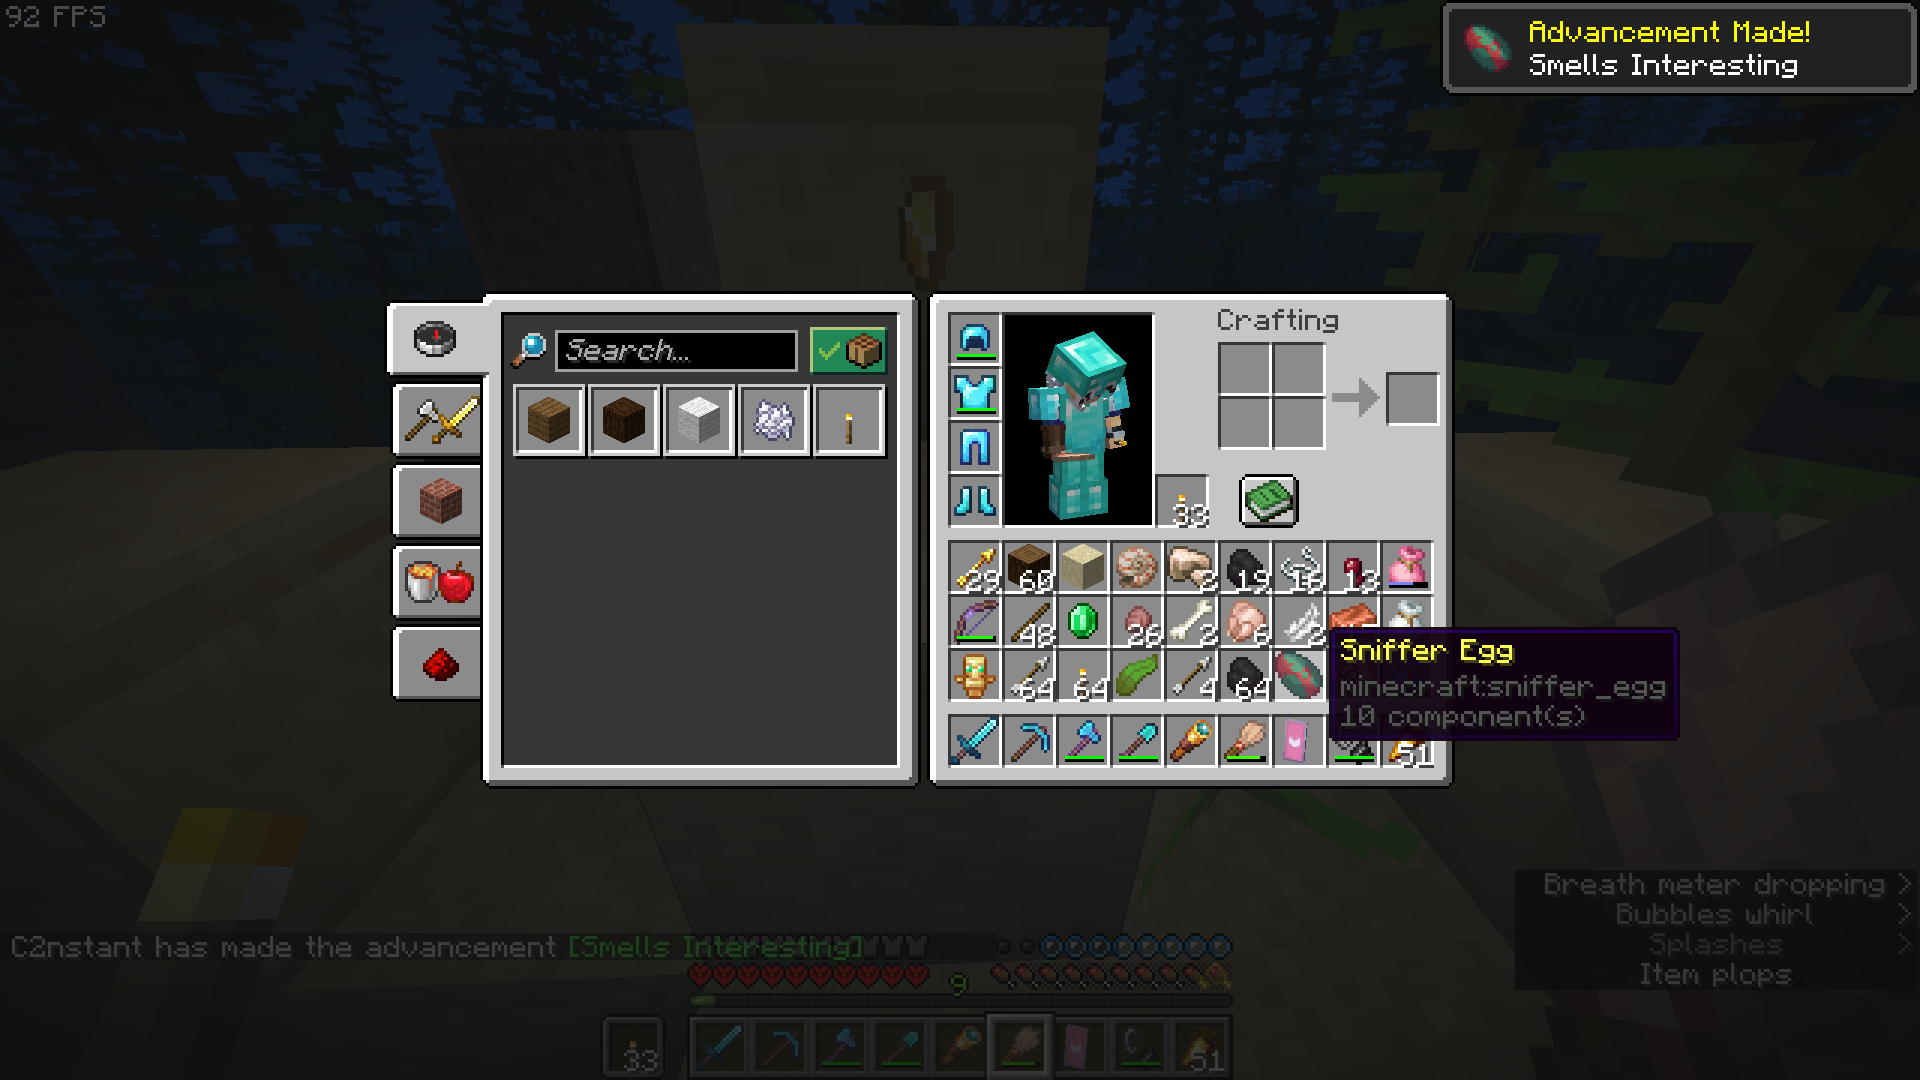 92 FPS
Advancement Made!
Smells Interesting
Search...
Crafting
33
29
60
2
19
18
13
48
26
2
6
2
64
64
4
64
Sniffer Egg
minecraft:sniffer_egg
10 component(s)
51
Breath meter dropping >
Bubbles whirl >
Splashes >
Item plops
C2nstant has made the advancement [Smells Interesting]
9
33
51